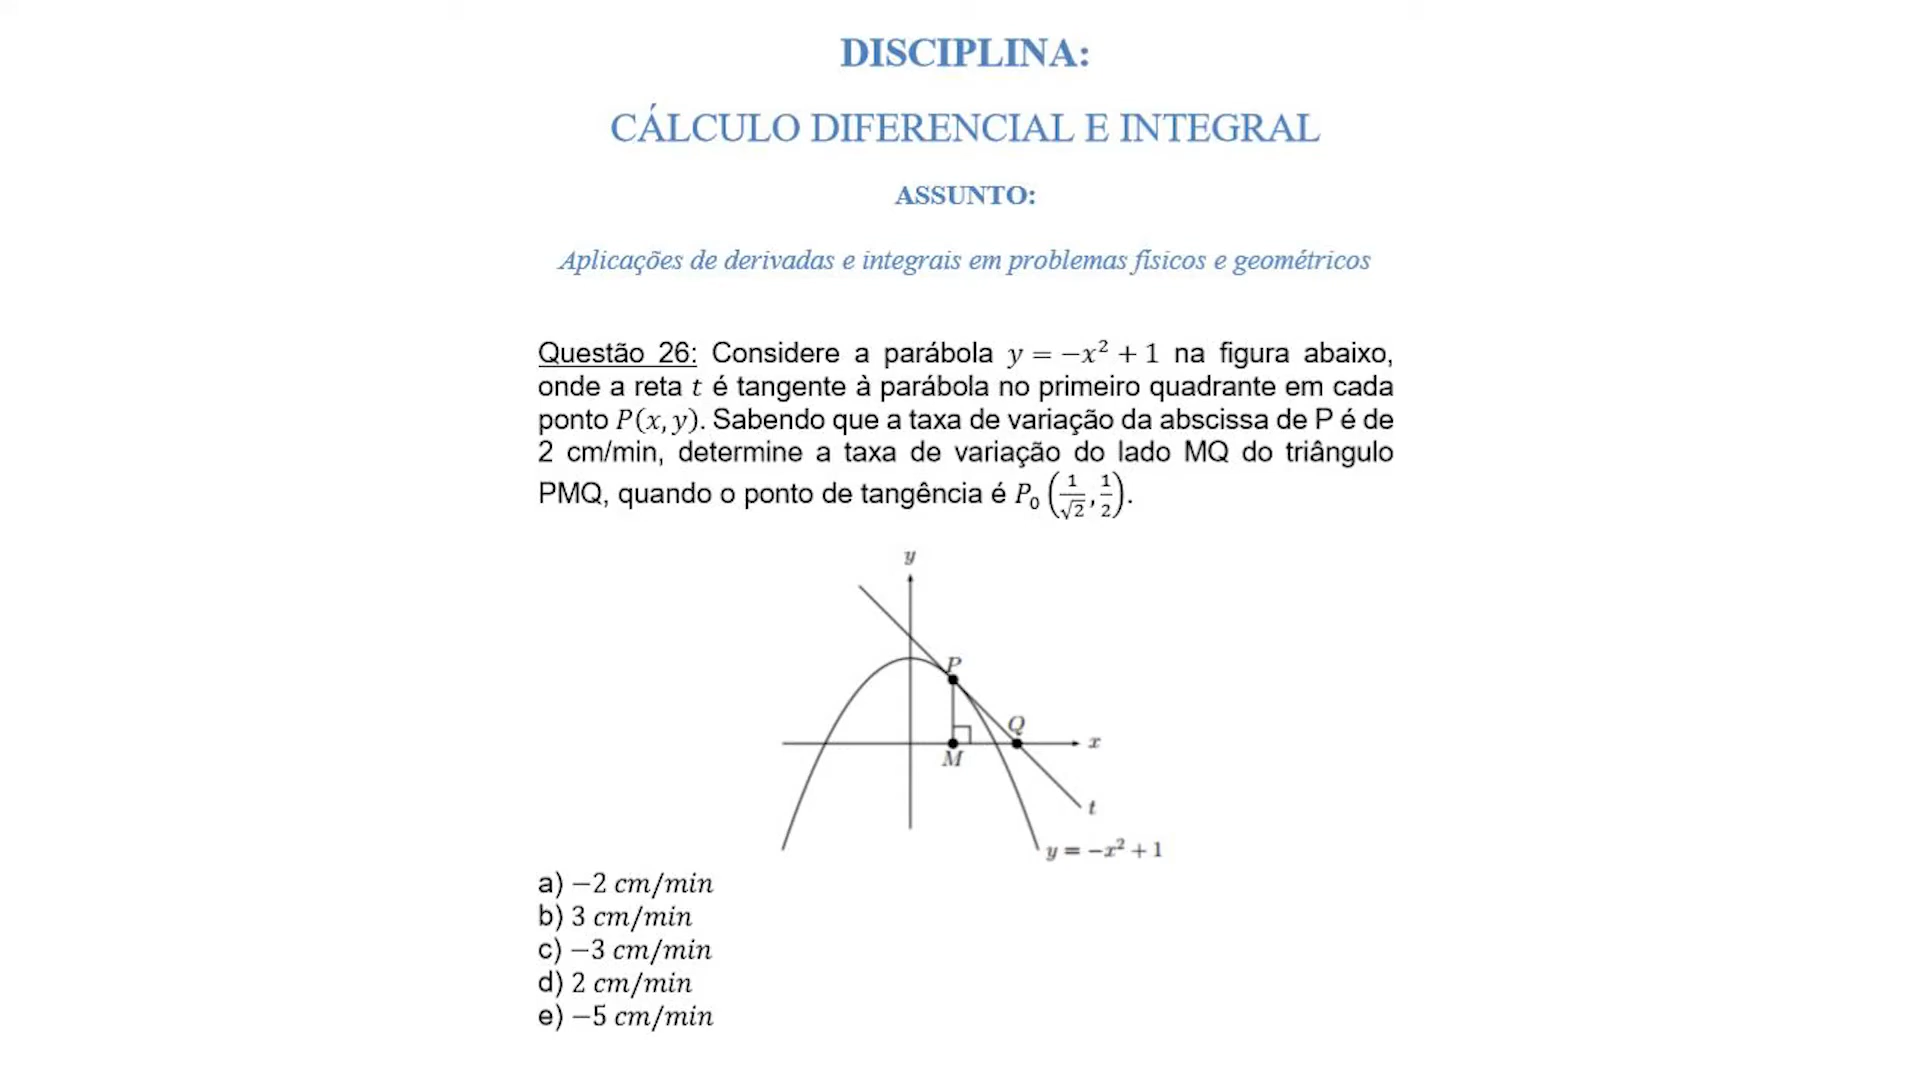 DISCIPLINA:
CÁLCULO DIFERENCIAL E INTEGRAL
ASSUNTO:
Aplicações de derivadas e integrais em problemas físicos e geométricos
Questão 26: Considere a parábola y = −x² + 1 na figura abaixo,
onde a reta t é tangente à parábola no primeiro quadrante em cada
ponto P(x, y). Sabendo que a taxa de variação da abscissa de P é de
2 cm/min, determine a taxa de variação do lado MQ do triângulo
PMQ, quando o ponto de tangência é P₀ (1/√2, 1/2).
y
P
Q
x
M
t
y = −x² + 1
a) −2 cm/min
b) 3 cm/min
c) −3 cm/min
d) 2 cm/min
e) −5 cm/min